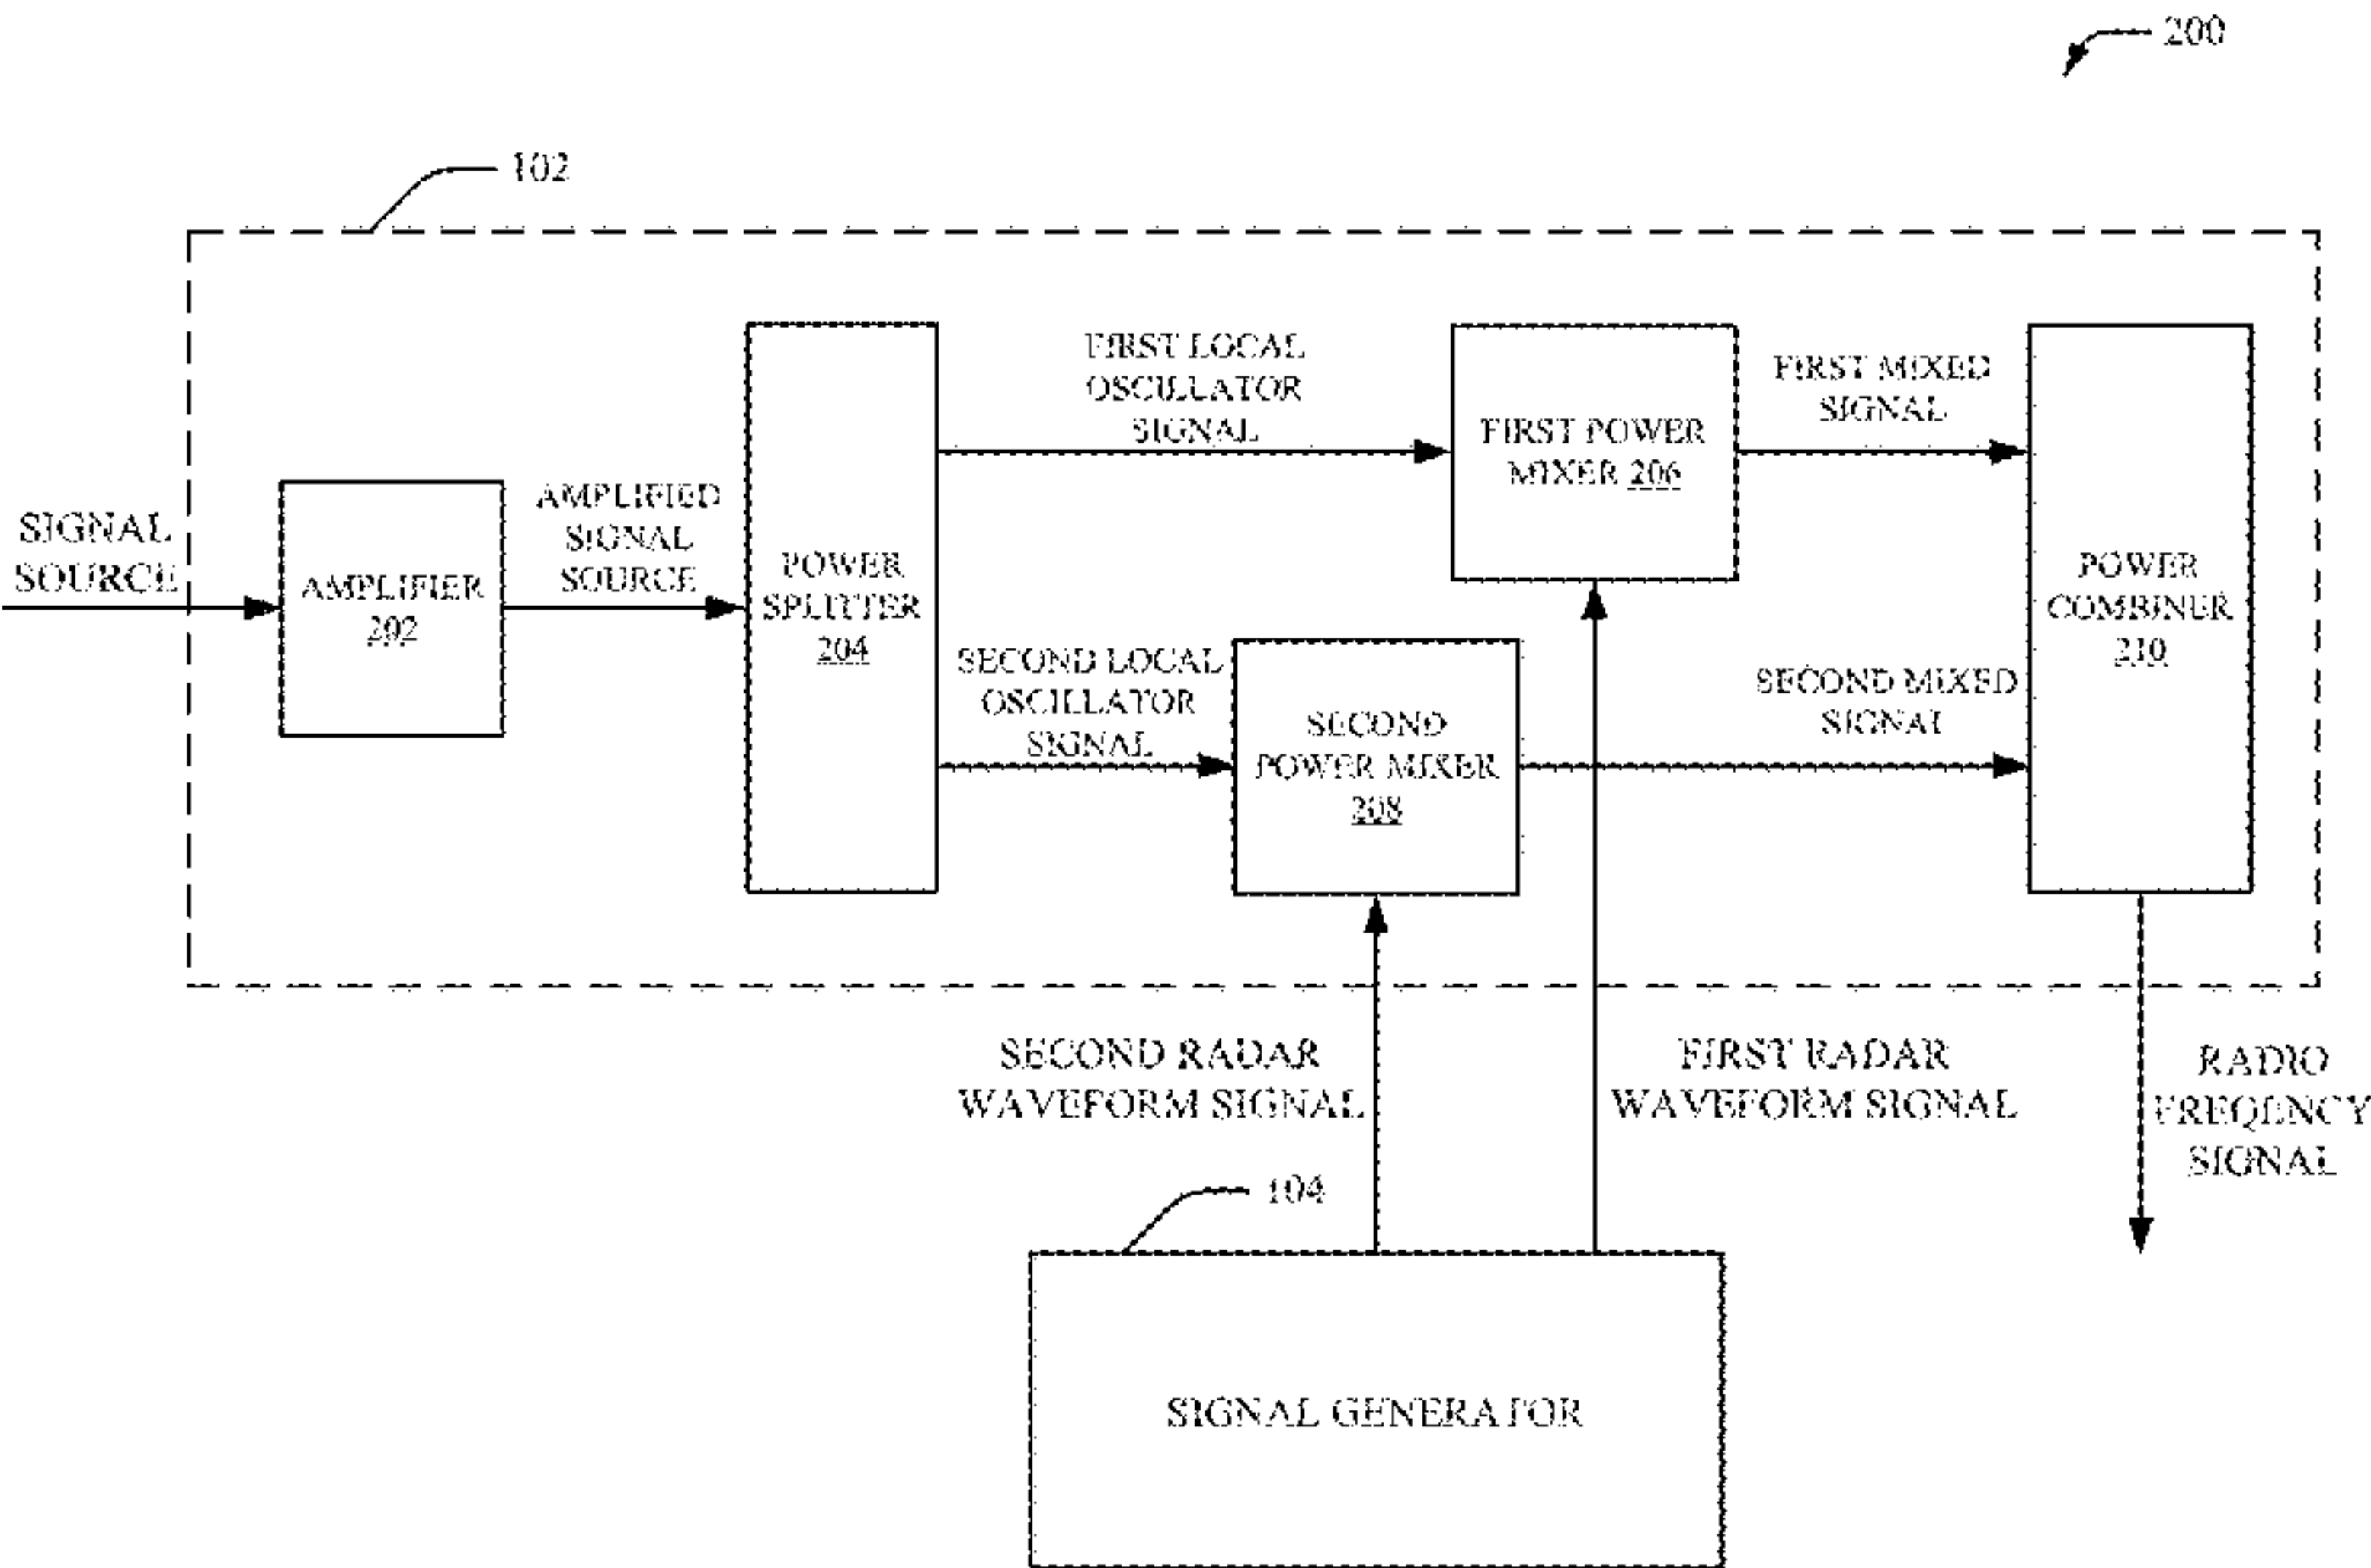 200
102
FIRST LOCAL
OSCILLATOR
SIGNAL
FIRST MIXED
SIGNAL
FIRST POWER
MIXER 206
SIGNAL
SOURCE
AMPLIFIER
202
AMPLIFIED
SIGNAL
SOURCE
POWER
SPLITTER
204
POWER
COMBINER
210
SECOND LOCAL
OSCILLATOR
SIGNAL
SECOND
POWER MIXER
208
SECOND MIXED
SIGNAL
SECOND RADAR
WAVEFORM SIGNAL
FIRST RADAR
WAVEFORM SIGNAL
RADIO
FREQENCY
SIGNAL
104
SIGNAL GENERATOR